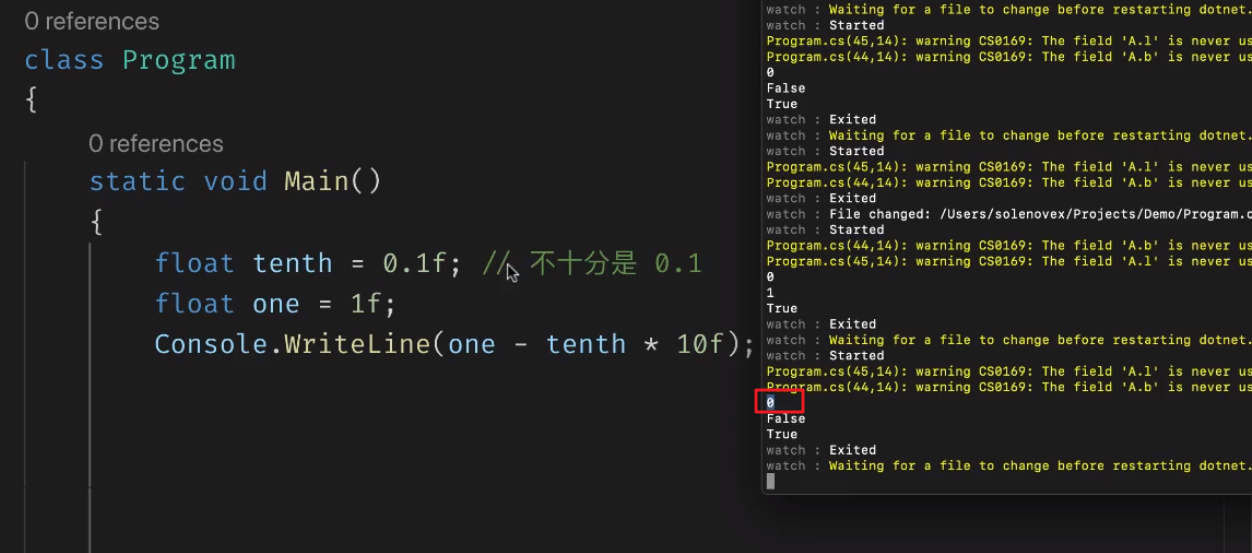 0 references
class Program
{
0 references
static void Main()
{
float tenth = 0.1f; // 不十分是 0.1
float one = 1f;
Console.WriteLine(one - tenth * 10f);
watch : Waiting for a file to change before restarting dotnet.
watch : Started
Program.cs(45,14): warning CS0169: The field 'A.l' is never us
Program.cs(44,14): warning CS0169: The field 'A.b' is never us
0
False
True
watch : Exited
watch : Waiting for a file to change before restarting dotnet.
watch : Started
Program.cs(45,14): warning CS0169: The field 'A.l' is never us
Program.cs(44,14): warning CS0169: The field 'A.b' is never us
watch : Exited
watch : File changed: /Users/solenovex/Projects/Demo/Program.c
watch : Started
Program.cs(44,14): warning CS0169: The field 'A.b' is never us
Program.cs(45,14): warning CS0169: The field 'A.l' is never us
0
1
True
watch : Exited
watch : Waiting for a file to change before restarting dotnet.
watch : Started
Program.cs(45,14): warning CS0169: The field 'A.l' is never us
Program.cs(44,14): warning CS0169: The field 'A.b' is never us
0
False
True
watch : Exited
watch : Waiting for a file to change before restarting dotnet.